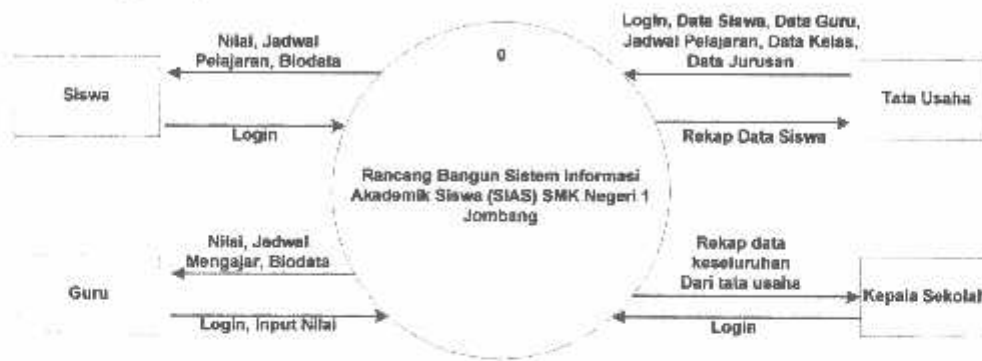 Login, Data Siswa, Data Guru,
Jadwal Pelajaran, Data Kelas,
Data Jurusan
Nilai, Jadwal
Pelajaran, Biodata
0
Siswa
Tata Usaha
Login
Rekap Data Siswa
Rancang Bangun Sistem Informasi
Akademik Siswa (SIAS) SMK Negeri 1
Jombang
Nilai, Jadwal
Mengajar, Biodata
Rekap data
keseluruhan
Dari tata usaha
Guru
Kepala Sekolah
Login, Input Nilai
Login